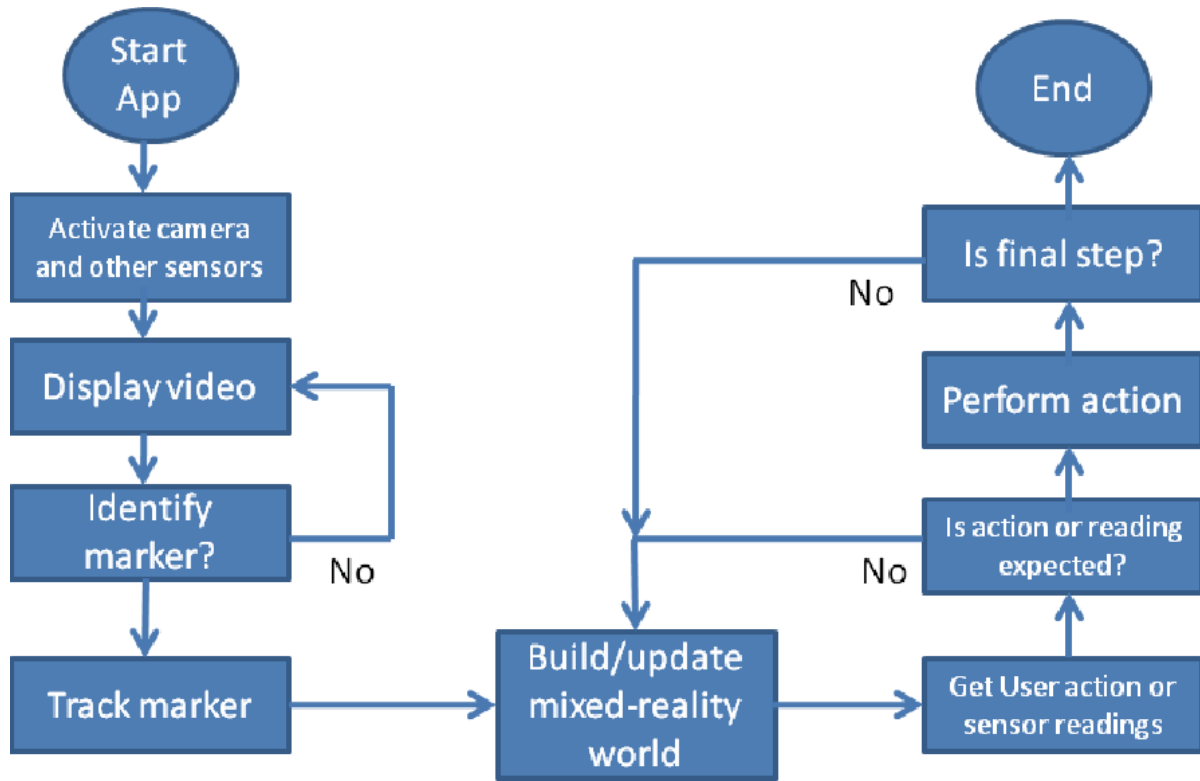 Start
App
Activate camera
and other sensors
Display video
Identify
marker?
No
Track marker
Build/update
mixed-reality
world
Get User action or
sensor readings
Is action or reading
expected?
No
Perform action
Is final step?
No
End